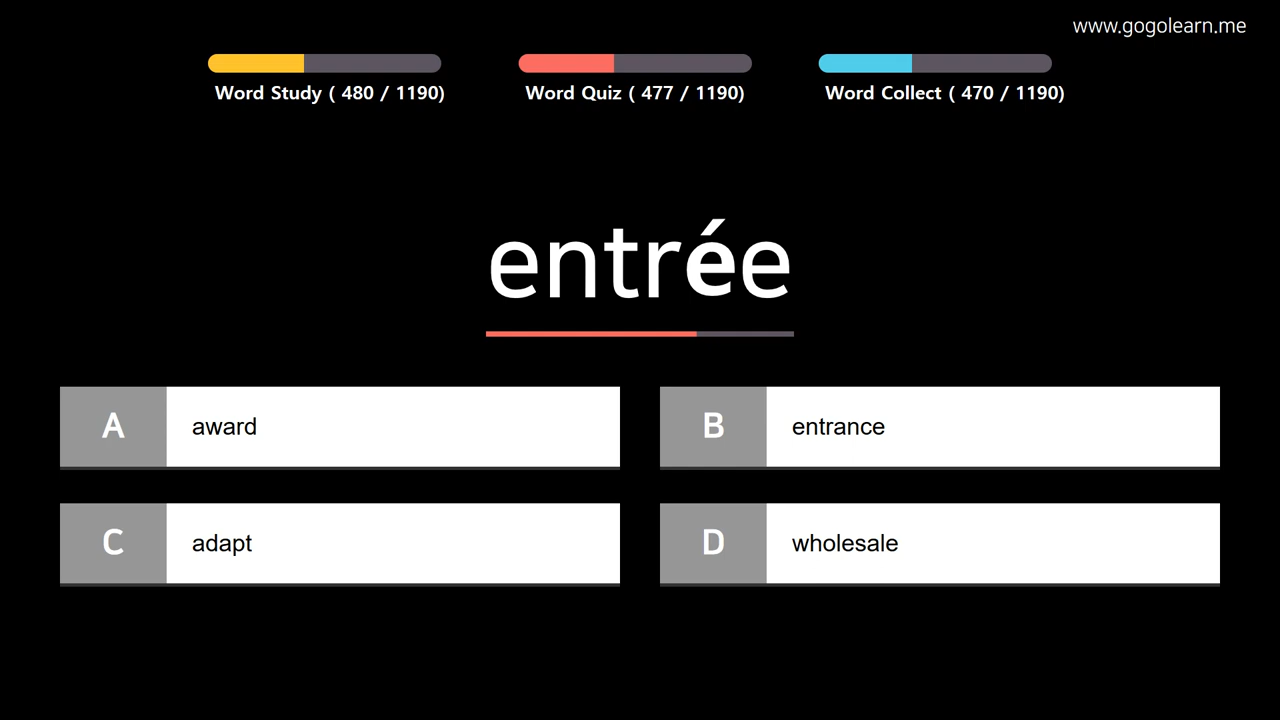 www.gogolearn.me
Word Study ( 480 / 1190)
Word Quiz ( 477 / 1190)
Word Collect ( 470 / 1190)
entrée
A award
B entrance
C adapt
D wholesale